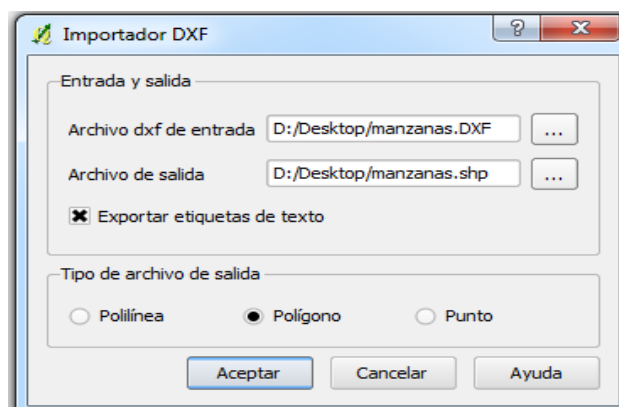 Importador DXF
Entrada y salida
Archivo dxf de entrada D:/Desktop/manzanas.DXF ...
Archivo de salida D:/Desktop/manzanas.shp ...
Exportar etiquetas de texto
Tipo de archivo de salida
Polilínea Polígono Punto
Aceptar Cancelar Ayuda